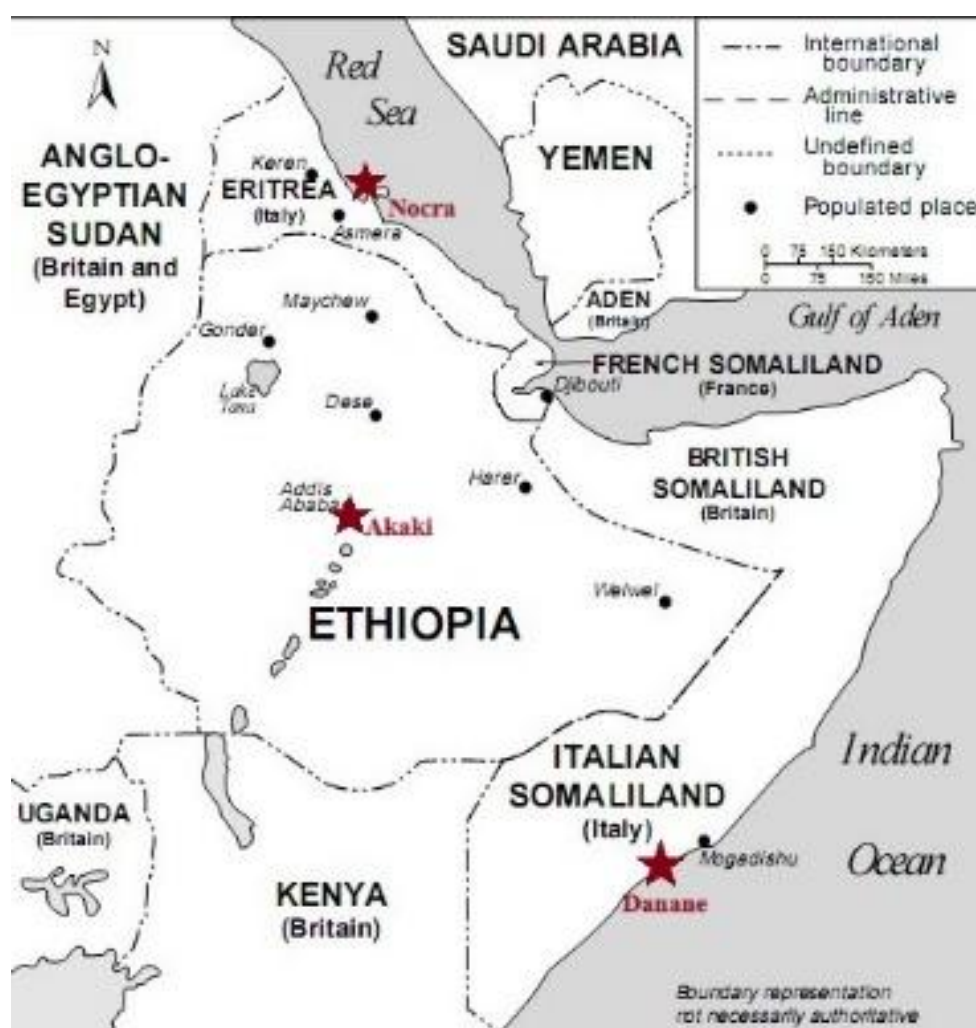 N
Red
Sea
SAUDI ARABIA
International
boundary
Administrative
line
Undefined
boundary
Populated place
0 75 150 Kilometers
0 75 150 Miles
ANGLO-
EGYPTIAN
SUDAN
(Britain and
Egypt)
Keren
ERITREA
(Italy)
Nocra
Asmera
YEMEN
ADEN
(Britain)
Gulf of Aden
Maychew
Gonder
Lake
Tana
Dese
FRENCH SOMALILAND
(France)
Djibouti
BRITISH
SOMALILAND
(Britain)
Harer
Addis
Ababa
Akaki
Welwel
ETHIOPIA
ITALIAN
SOMALILAND
(Italy)
Mogadishu
Danane
Indian
Ocean
UGANDA
(Britain)
KENYA
(Britain)
Boundary representation
not necessarily authoritative